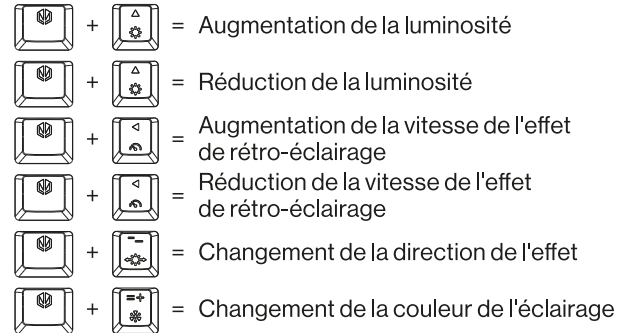 + = Augmentation de la luminosité
+ = Réduction de la luminosité
+ = Augmentation de la vitesse de l'effet
de rétro-éclairage
+ = Réduction de la vitesse de l'effet
de rétro-éclairage
+ = Changement de la direction de l'effet
+ = Changement de la couleur de l'éclairage